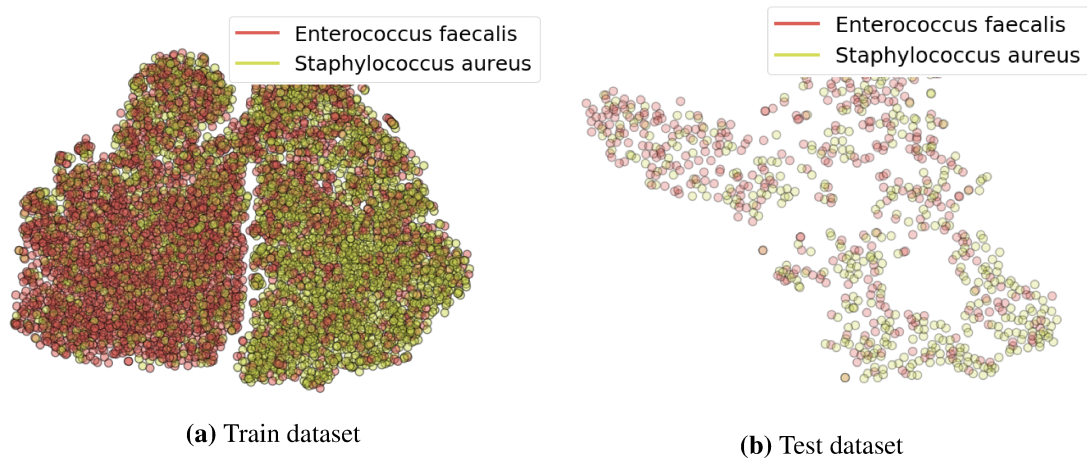 Enterococcus faecalis
Staphylococcus aureus
Enterococcus faecalis
Staphylococcus aureus
(a) Train dataset
(b) Test dataset